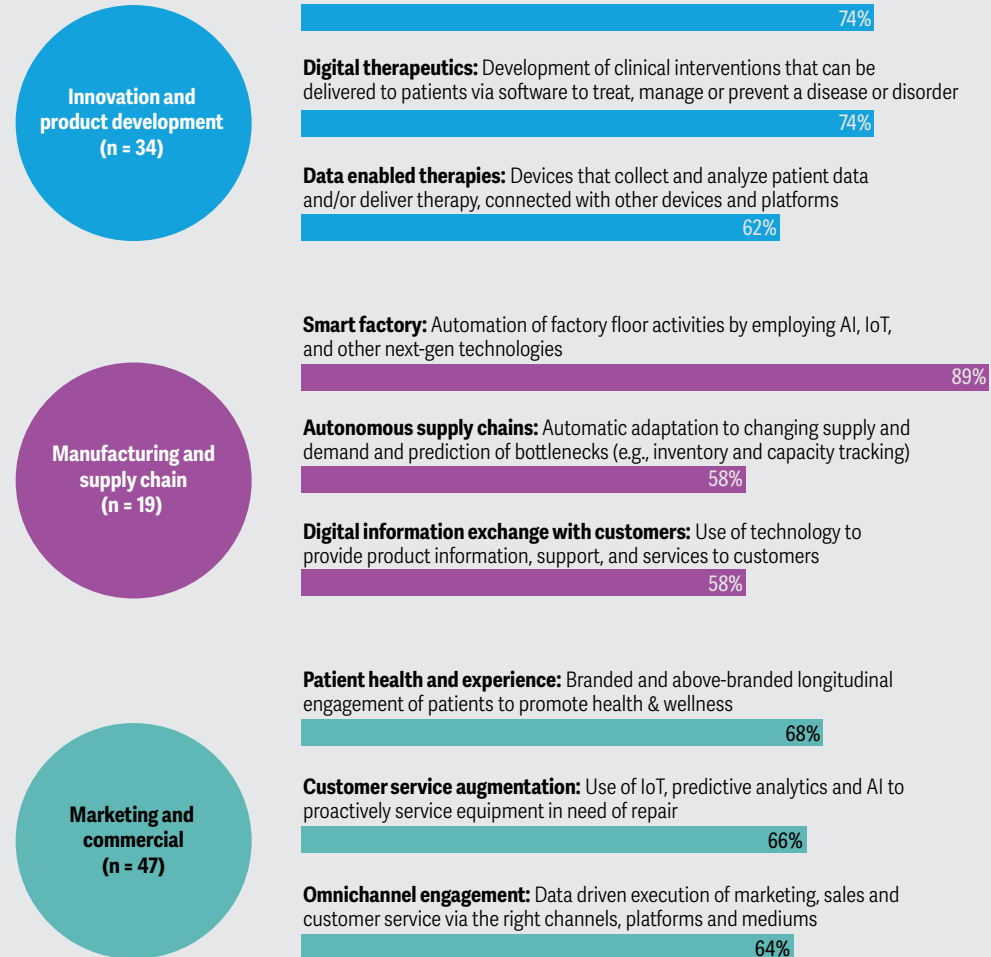 74%
Innovation and
product development
(n = 34)
Digital therapeutics: Development of clinical interventions that can be
delivered to patients via software to treat, manage or prevent a disease or disorder
74%
Data enabled therapies: Devices that collect and analyze patient data
and/or deliver therapy, connected with other devices and platforms
62%
Manufacturing and
supply chain
(n = 19)
Smart factory: Automation of factory floor activities by employing AI, IoT,
and other next-gen technologies
89%
Autonomous supply chains: Automatic adaptation to changing supply and
demand and prediction of bottlenecks (e.g., inventory and capacity tracking)
58%
Digital information exchange with customers: Use of technology to
provide product information, support, and services to customers
58%
Marketing and
commercial
(n = 47)
Patient health and experience: Branded and above-branded longitudinal
engagement of patients to promote health & wellness
68%
Customer service augmentation: Use of IoT, predictive analytics and AI to
proactively service equipment in need of repair
66%
Omnichannel engagement: Data driven execution of marketing, sales and
customer service via the right channels, platforms and mediums
64%